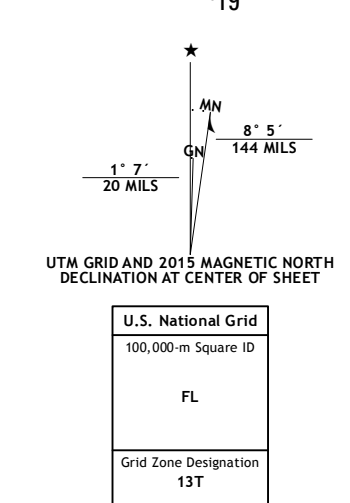 '19
★
MN
GN
8° 5´
144 MILS
1° 7´
20 MILS
UTM GRID AND 2015 MAGNETIC NORTH
DECLINATION AT CENTER OF SHEET
U.S. National Grid
100,000-m Square ID
FL
Grid Zone Designation
13T